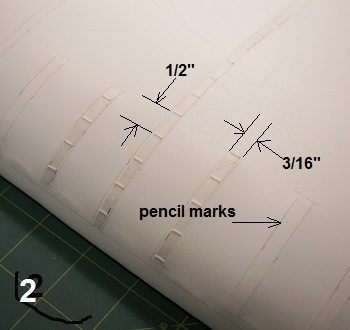 1/2"
3/16"
pencil marks
2